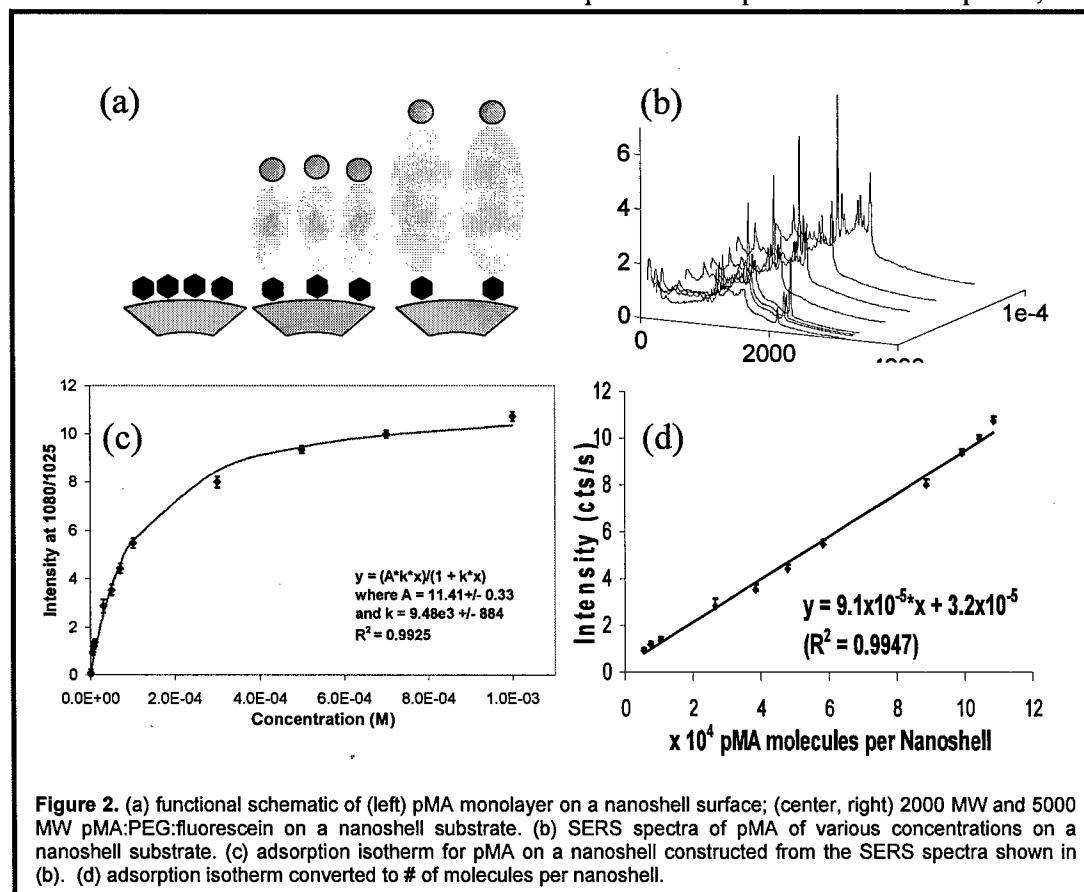 (a)
(b)
6
4
2
0
0
2000
1e-4
(c)
Intensity at 1080/1025
12
10
8
6
4
2
0
0.0E+00 2.0E-04 4.0E-04 6.0E-04 8.0E-04 1.0E-03
Concentration (M)
y = (A*k*x)/(1 + k*x)
where A = 11.41+/- 0.33
and k = 9.48e3 +/- 884
R² = 0.9925
(d)
Intensity (cts/s)
12
10
8
6
4
2
0
0 2 4 6 8 10 12
x 10⁴ pMA molecules per Nanoshell
y = 9.1x10⁻⁵*x + 3.2x10⁻⁵
(R² = 0.9947)
Figure 2. (a) functional schematic of (left) pMA monolayer on a nanoshell surface; (center, right) 2000 MW and 5000
MW pMA:PEG:fluorescein on a nanoshell substrate. (b) SERS spectra of pMA of various concentrations on a
nanoshell substrate. (c) adsorption isotherm for pMA on a nanoshell constructed from the SERS spectra shown in
(b). (d) adsorption isotherm converted to # of molecules per nanoshell.